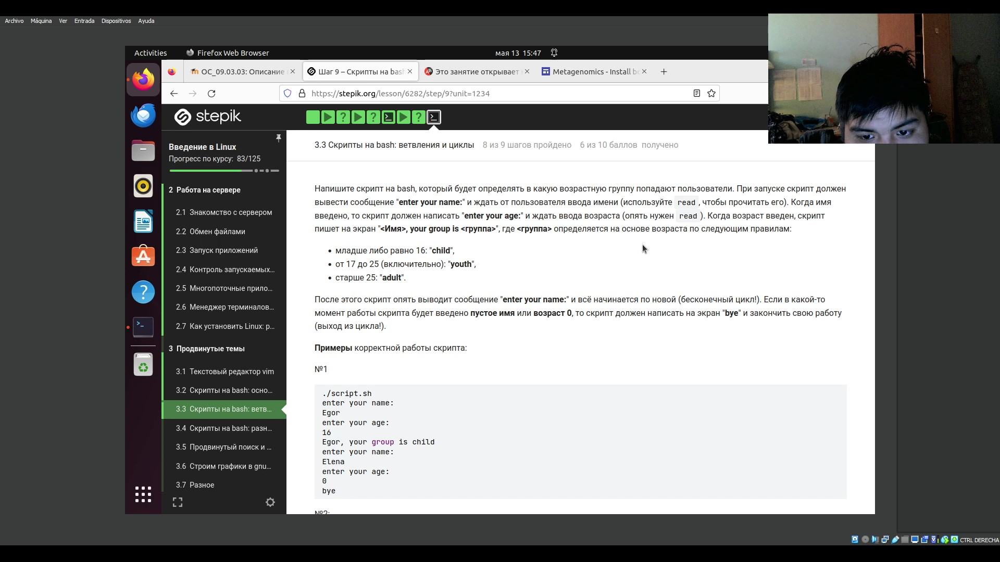 Archivo Máquina Ver Entrada Dispositivos Ayuda
Activities Firefox Web Browser мая 13 15:47
ОС_09.03.03: Описание Шаг 9 – Скрипты на bash Это занятие открывает Metagenomics - Install
https://stepik.org/lesson/6282/step/9?unit=1234
stepik
Введение в Linux
Прогресс по курсу: 83/125
2 Работа на сервере
2.1 Знакомство с сервером
2.2 Обмен файлами
2.3 Запуск приложений
2.4 Контроль запускаемых...
2.5 Многопоточные прило...
2.6 Менеджер терминалов...
2.7 Как установить Linux: р...
3 Продвинутые темы
3.1 Текстовый редактор vim
3.2 Скрипты на bash: осно...
3.3 Скрипты на bash: ветв...
3.4 Скрипты на bash: разн...
3.5 Продвинутый поиск и ...
3.6 Строим графики в gnu...
3.7 Разное
3.3 Скрипты на bash: ветвления и циклы 8 из 9 шагов пройдено 6 из 10 баллов получено
Напишите скрипт на bash, который будет определять в какую возрастную группу попадают пользователи. При запуске скрипт должен
вывести сообщение "enter your name:" и ждать от пользователя ввода имени (используйте read, чтобы прочитать его). Когда имя
введено, то скрипт должен написать "enter your age:" и ждать ввода возраста (опять нужен read). Когда возраст введен, скрипт
пишет на экран "<Имя>, your group is <группа>", где <группа> определяется на основе возраста по следующим правилам:
• младше либо равно 16: "child",
• от 17 до 25 (включительно): "youth",
• старше 25: "adult".
После этого скрипт опять выводит сообщение "enter your name:" и всё начинается по новой (бесконечный цикл!). Если в какой-то
момент работы скрипта будет введено пустое имя или возраст 0, то скрипт должен написать на экран "bye" и закончить свою работу
(выход из цикла!).
Примеры корректной работы скрипта:
№1
./script.sh
enter your name:
Egor
enter your age:
16
Egor, your group is child
enter your name:
Elena
enter your age:
0
bye
№2:
CTRL DERECHA